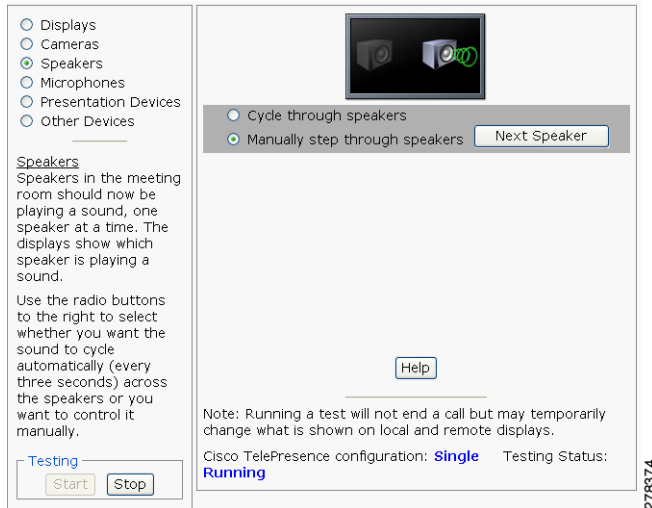 Displays
Cameras
Speakers
Microphones
Presentation Devices
Other Devices
Speakers
Speakers in the meeting
room should now be
playing a sound, one
speaker at a time. The
displays show which
speaker is playing a
sound.
Use the radio buttons
to the right to select
whether you want the
sound to cycle
automatically (every
three seconds) across
the speakers or you
want to control it
manually.
Testing
Start Stop
Cycle through speakers
Manually step through speakers Next Speaker
Help
Note: Running a test will not end a call but may temporarily
change what is shown on local and remote displays.
Cisco TelePresence configuration: Single Testing Status:
Running
278374